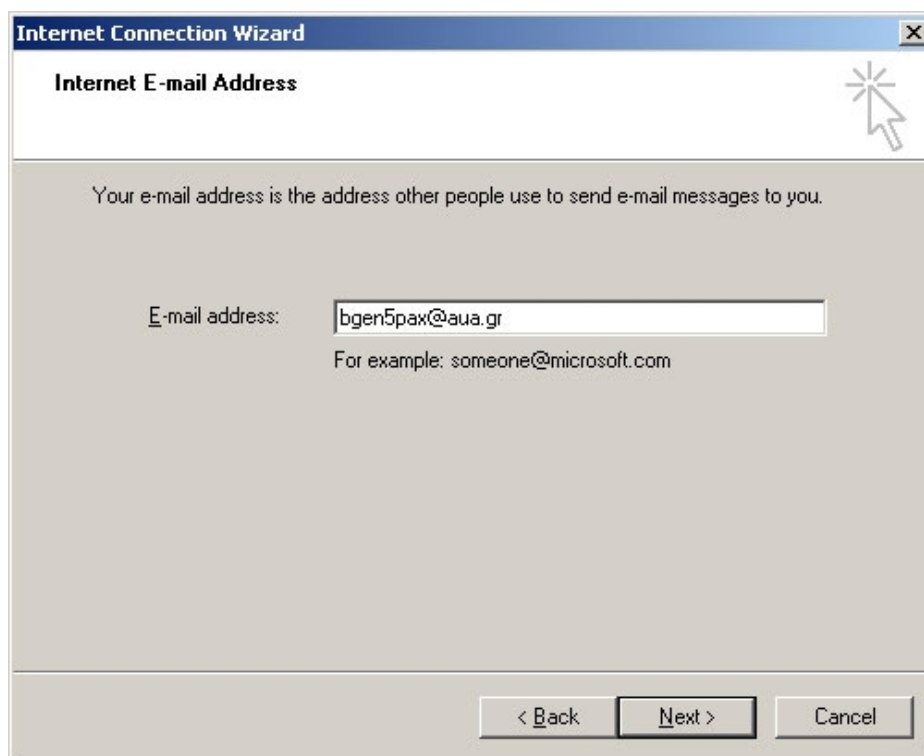 Internet Connection Wizard
Internet E-mail Address
Your e-mail address is the address other people use to send e-mail messages to you.
E-mail address: bgen5pax@aua.gr
For example: someone@microsoft.com
< Back Next > Cancel